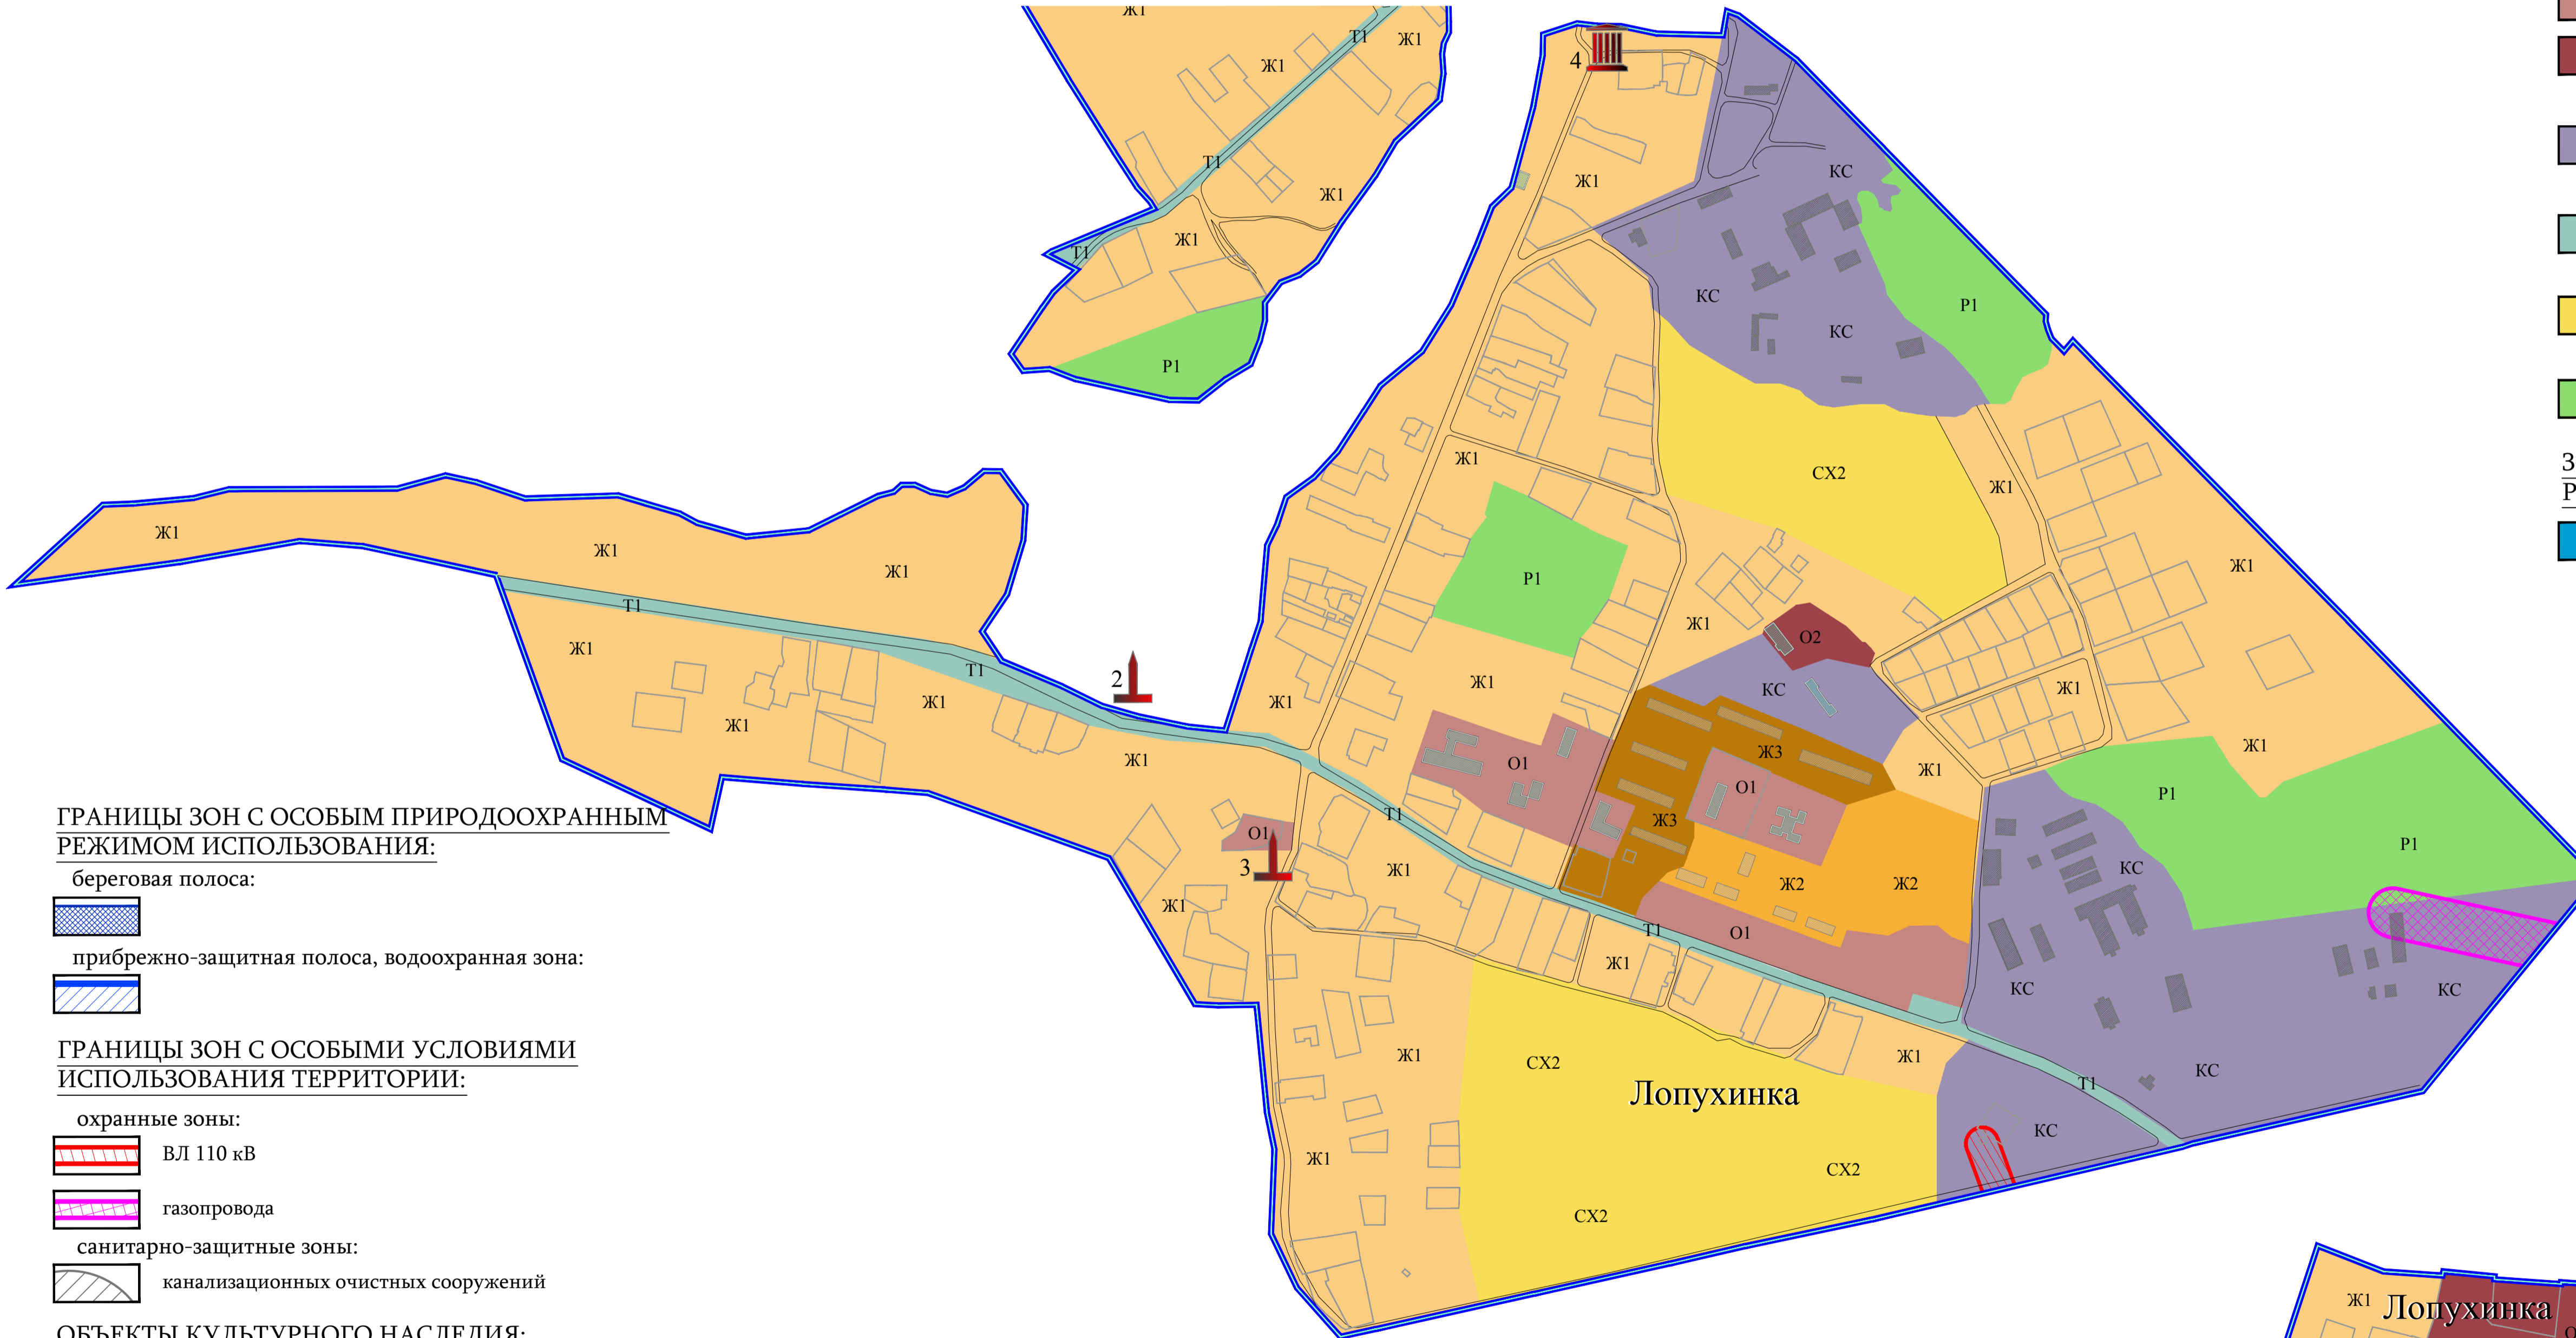 Ж1
Т1
Ж1
Ж1
4
Т1
КС
Ж1
Ж1
Ж1
Т1
КС
Р1
КС
Р1
Ж1
СХ2
Ж1
З
Р
Ж1
Ж1
Ж1
Ж1
Р1
Т1
Ж1
О2
Ж1
Т1
2
Ж1
Ж1
КС
Ж1
Ж1
Ж1
Ж1
Ж1
Ж3
Ж1
О1
Ж1
О1
Р1
Т1
Ж3
О1
Р1
3
Ж1
КС
Ж2
Ж2
Ж1
Т1
О1
Ж1
КС
КС
Ж1
СХ2
Ж1
Лопухинка
Т1
КС
КС
Ж1
СХ2
СХ2
ГРАНИЦЫ ЗОН С ОСОБЫМ ПРИРОДООХРАННЫМ
РЕЖИМОМ ИСПОЛЬЗОВАНИЯ:
береговая полоса:
прибрежно-защитная полоса, водоохранная зона:
ГРАНИЦЫ ЗОН С ОСОБЫМИ УСЛОВИЯМИ
ИСПОЛЬЗОВАНИЯ ТЕРРИТОРИИ:
охранные зоны:
ВЛ 110 кВ
газопровода
санитарно-защитные зоны:
канализационных очистных сооружений
ОБЪЕКТЫ КУЛЬТУРНОГО НАСЛЕДИЯ:
Ж1
Лопухинка